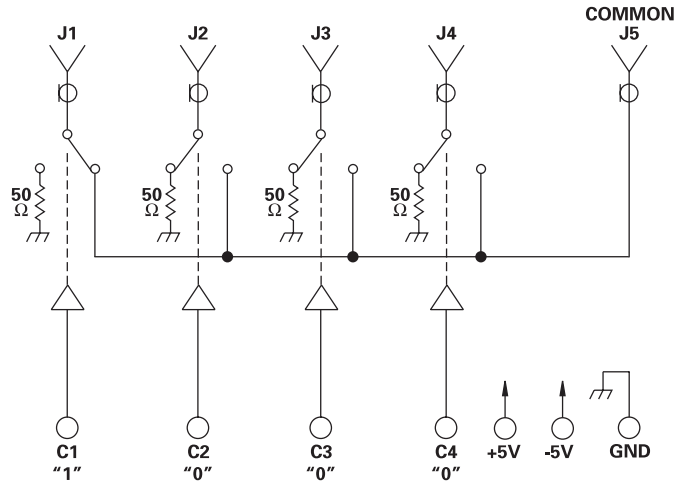 COMMON
J1 J2 J3 J4 J5
50 50 50 50
Ω Ω Ω Ω
C1 C2 C3 C4 +5V -5V GND
“1” “0” “0” “0”